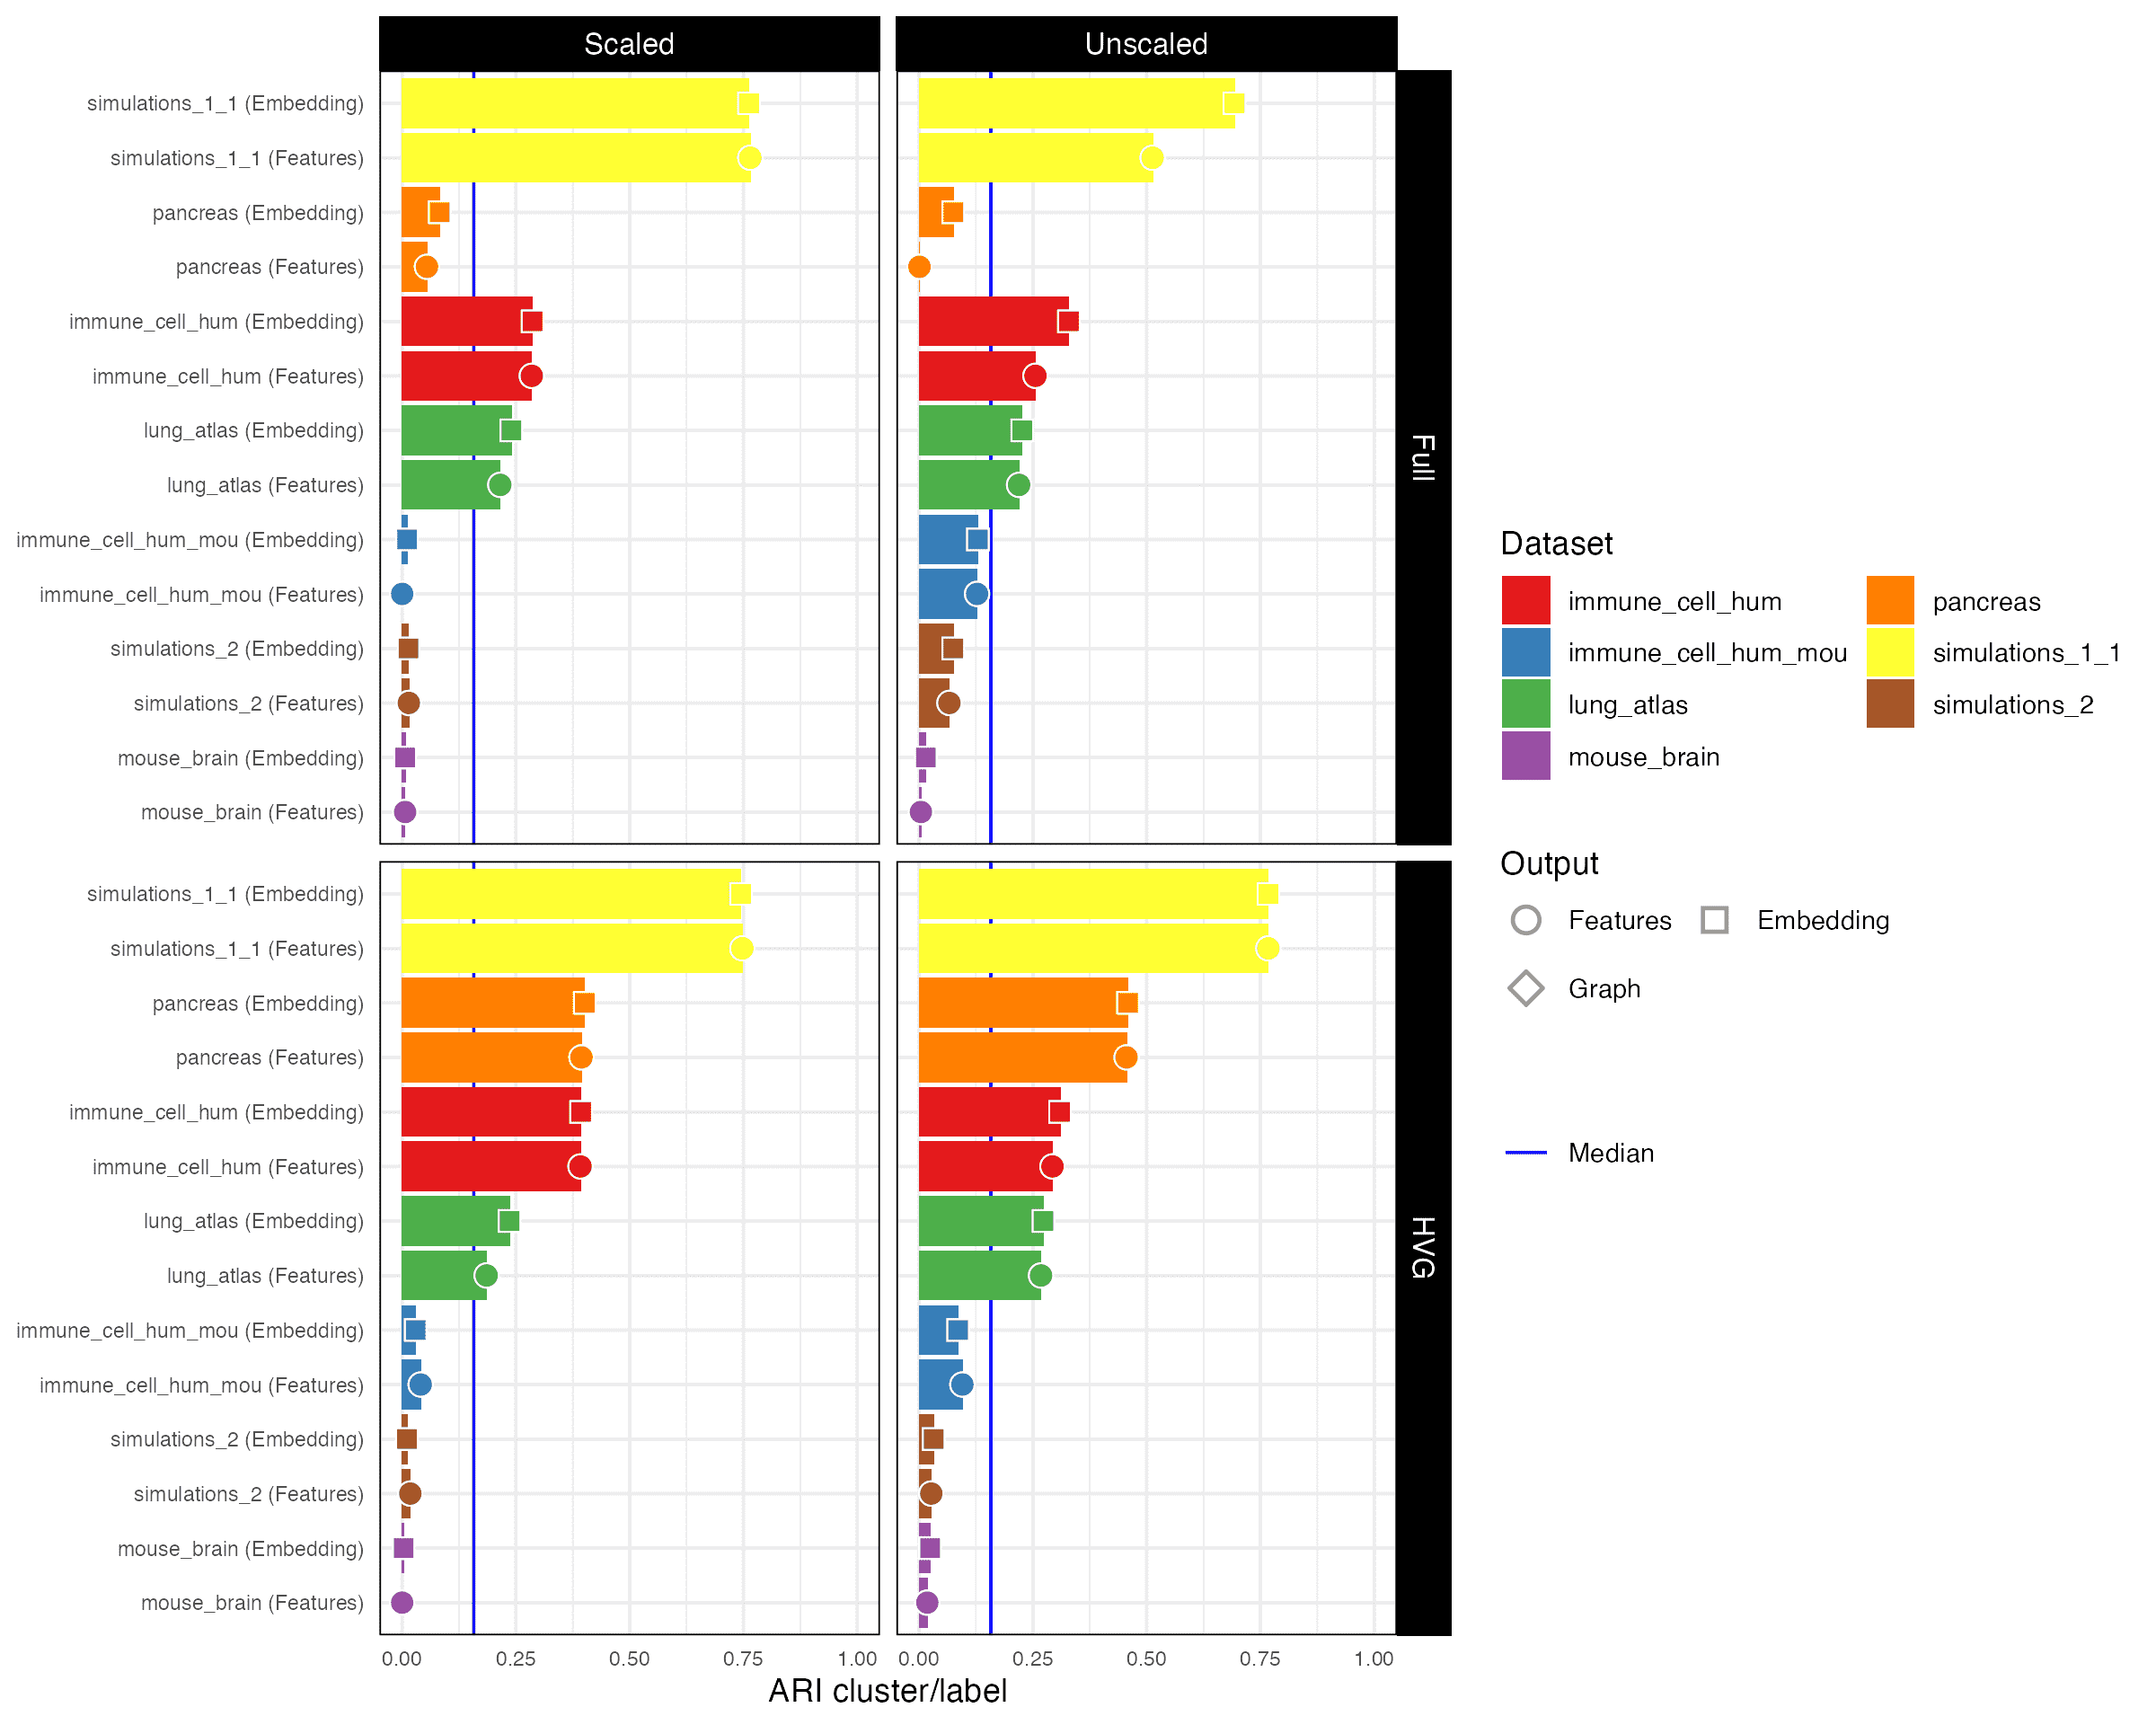 Scaled
Unscaled
simulations_1_1 (Embedding)
simulations_1_1 (Features)
pancreas (Embedding)
pancreas (Features)
immune_cell_hum (Embedding)
immune_cell_hum (Features)
lung_atlas (Embedding)
lung_atlas (Features)
immune_cell_hum_mou (Embedding)
immune_cell_hum_mou (Features)
simulations_2 (Embedding)
simulations_2 (Features)
mouse_brain (Embedding)
mouse_brain (Features)
Full
simulations_1_1 (Embedding)
simulations_1_1 (Features)
pancreas (Embedding)
pancreas (Features)
immune_cell_hum (Embedding)
immune_cell_hum (Features)
lung_atlas (Embedding)
lung_atlas (Features)
immune_cell_hum_mou (Embedding)
immune_cell_hum_mou (Features)
simulations_2 (Embedding)
simulations_2 (Features)
mouse_brain (Embedding)
mouse_brain (Features)
HVG
0.00 0.25 0.50 0.75 1.00
0.00 0.25 0.50 0.75 1.00
ARI cluster/label
Dataset
immune_cell_hum
immune_cell_hum_mou
lung_atlas
mouse_brain
pancreas
simulations_1_1
simulations_2
Output
Features
Embedding
Graph
Median